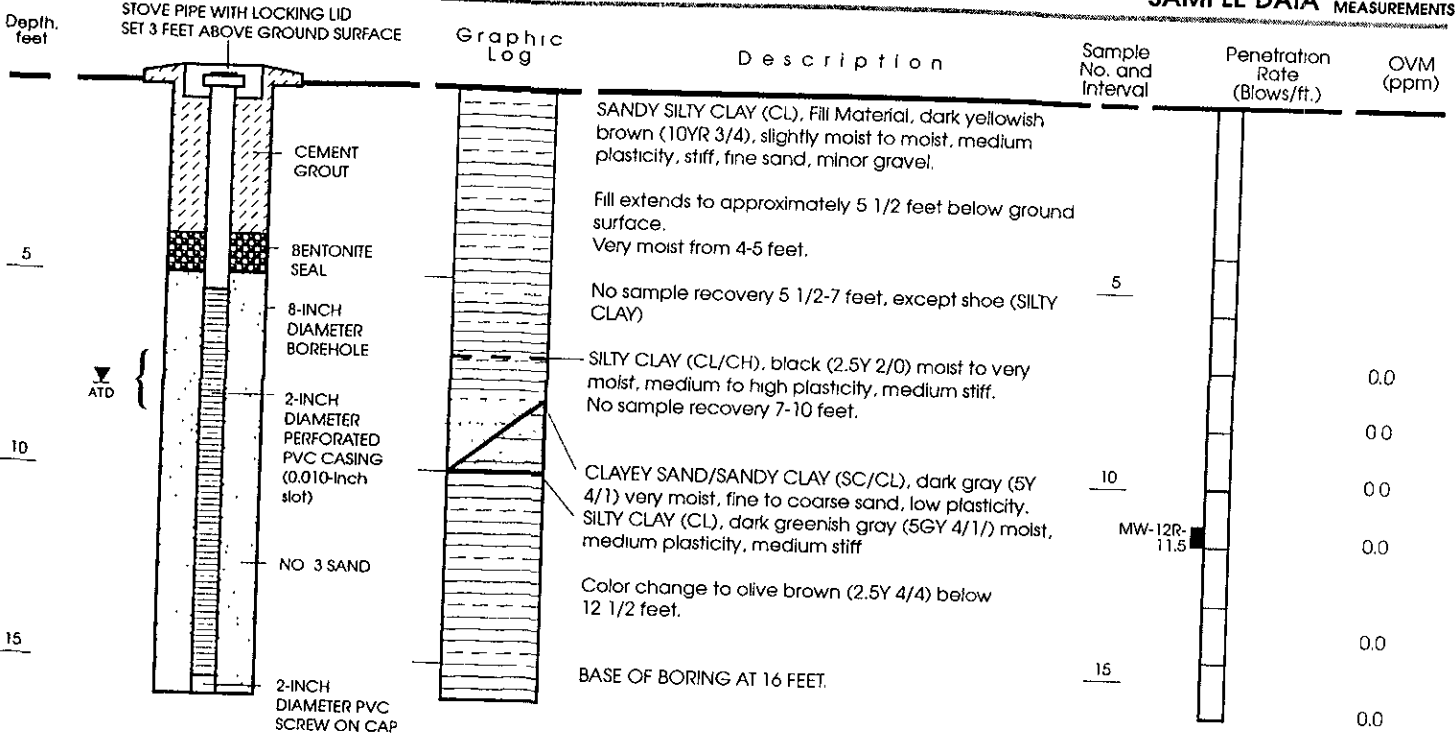 SAMPLE DATA MEASUREMENTS
Depth.
feet
STOVE PIPE WITH LOCKING LID
SET 3 FEET ABOVE GROUND SURFACE
Graphic
Log
Description
Sample
No. and
Interval
Penetration
Rate
(Blows/ft.)
OVM
(ppm)
CEMENT
GROUT
5
BENTONITE
SEAL
8-INCH
DIAMETER
BOREHOLE
ATD
2-INCH
DIAMETER
PERFORATED
PVC CASING
(0.010-inch
slot)
10
NO 3 SAND
15
2-INCH
DIAMETER PVC
SCREW ON CAP
SANDY SILTY CLAY (CL), Fill Material, dark yellowish
brown (10YR 3/4), slightly moist to moist, medium
plasticity, stiff, fine sand, minor gravel.
Fill extends to approximately 5 1/2 feet below ground
surface.
Very moist from 4-5 feet.
No sample recovery 5 1/2-7 feet, except shoe (SILTY
CLAY)
SILTY CLAY (CL/CH), black (2.5Y 2/0) moist to very
moist, medium to high plasticity, medium stiff.
No sample recovery 7-10 feet.
CLAYEY SAND/SANDY CLAY (SC/CL), dark gray (5Y
4/1) very moist, fine to coarse sand, low plasticity.
SILTY CLAY (CL), dark greenish gray (5GY 4/1/) moist,
medium plasticity, medium stiff
Color change to olive brown (2.5Y 4/4) below
12 1/2 feet.
BASE OF BORING AT 16 FEET.
5
10
MW-12R-
11.5
15
0.0
0 0
0 0
0.0
0.0
0.0